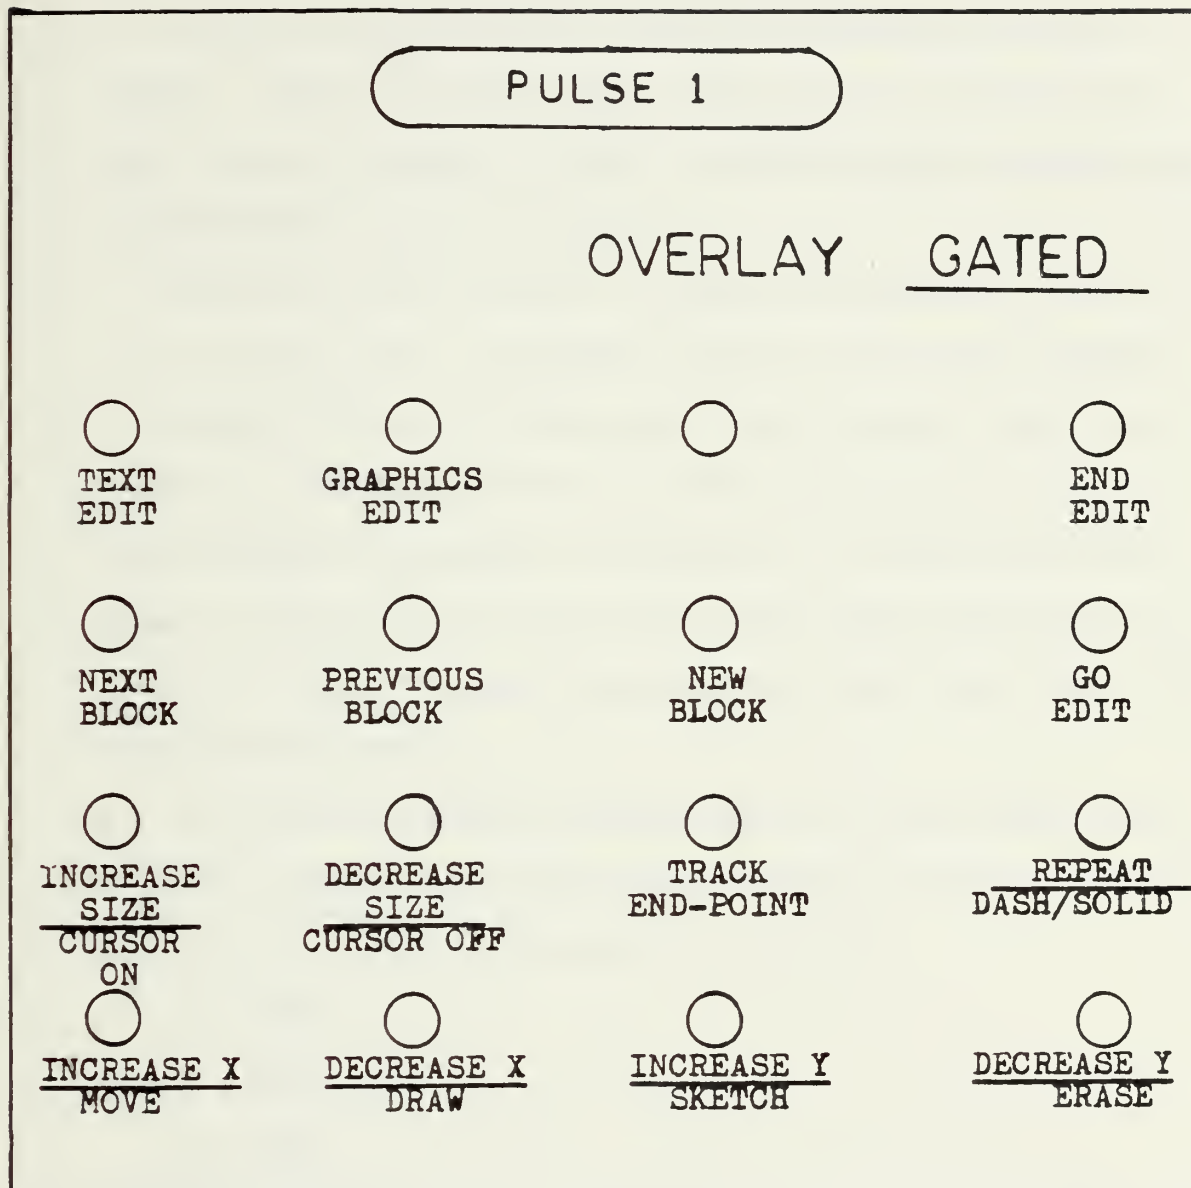 PULSE 1
OVERLAY GATED
TEXT
EDIT
GRAPHICS
EDIT
END
EDIT
NEXT
BLOCK
PREVIOUS
BLOCK
NEW
BLOCK
GO
EDIT
INCREASE
SIZE
CURSOR
ON
DECREASE
SIZE
CURSOR OFF
TRACK
END-POINT
REPEAT
DASH/SOLID
INCREASE X
MOVE
DECREASE X
DRAW
INCREASE Y
SKETCH
DECREASE Y
ERASE